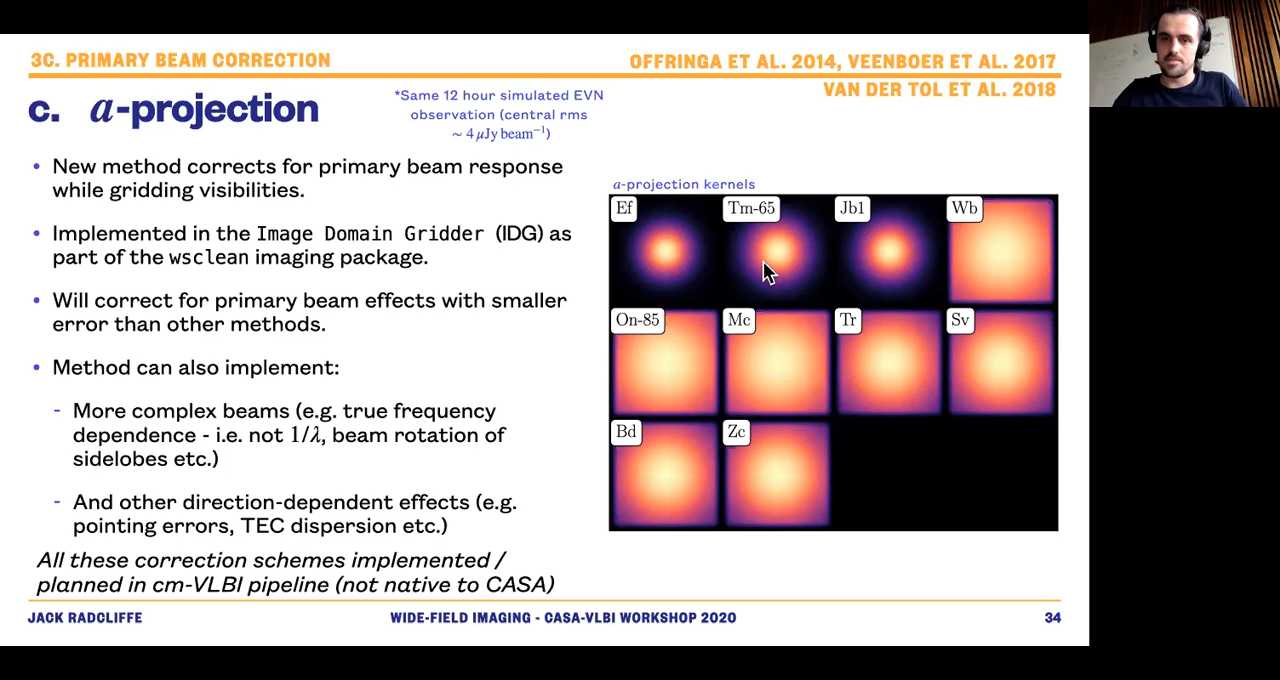 3C. PRIMARY BEAM CORRECTION
OFFRINGA ET AL. 2014, VEENBOER ET AL. 2017
VAN DER TOL ET AL. 2018
c. a-projection
*Same 12 hour simulated EVN
observation (central rms
~ 4 μJy beam⁻¹)
• New method corrects for primary beam response
while gridding visibilities.
• Implemented in the Image Domain Gridder (IDG) as
part of the wsclean imaging package.
• Will correct for primary beam effects with smaller
error than other methods.
• Method can also implement:
- More complex beams (e.g. true frequency
dependence - i.e. not 1/λ, beam rotation of
sidelobes etc.)
- And other direction-dependent effects (e.g.
pointing errors, TEC dispersion etc.)
All these correction schemes implemented /
planned in cm-VLBI pipeline (not native to CASA)
a-projection kernels
Ef Tm-65 Jb1 Wb
On-85 Mc Tr Sv
Bd Zc
JACK RADCLIFFE
WIDE-FIELD IMAGING - CASA-VLBI WORKSHOP 2020
34